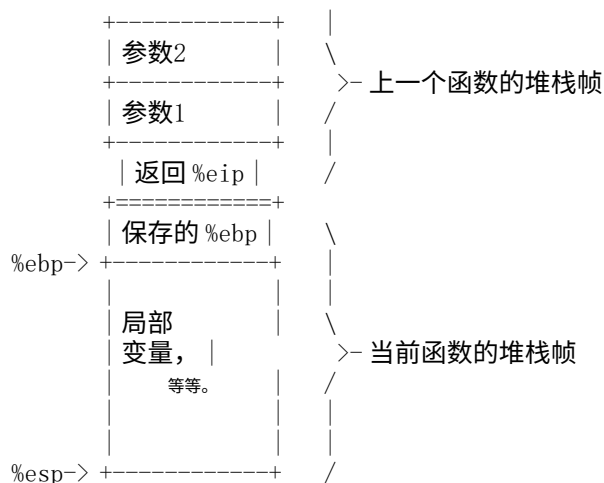 +------------+   |
| 参数2      |   \
+------------+    >- 上一个函数的堆栈帧
| 参数1      |   /
+------------+   |
| 返回 %eip |   /
+============+
| 保存的 %ebp |   \
%ebp-> +------------+   |
|            |   |
| 局部       |   \
| 变量， |    >- 当前函数的堆栈帧
|    等等。  |   /
|            |   |
|            |   |
%esp-> +------------+   /